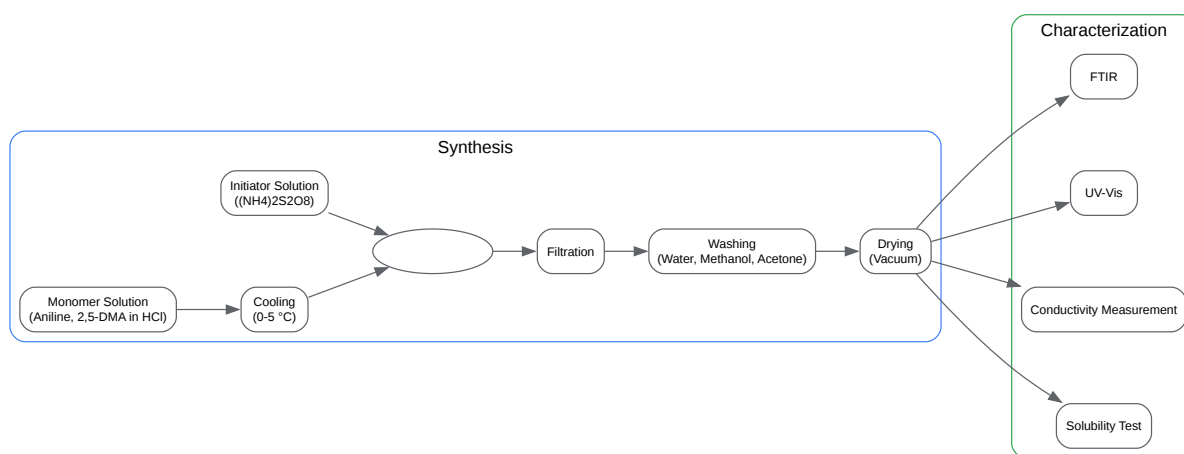 Characterization
FTIR
Synthesis
Initiator Solution
((NH4)2S2O8)
UV-Vis
Filtration
Washing
(Water, Methanol, Acetone)
Drying
(Vacuum)
Monomer Solution
(Aniline, 2,5-DMA in HCl)
Cooling
(0-5 °C)
Conductivity Measurement
Solubility Test